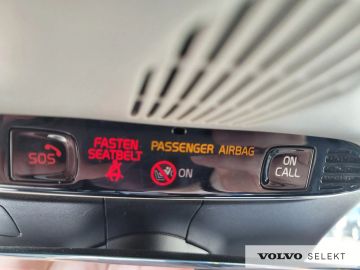 SOS
FASTEN
SEATBELT
PASSENGER AIRBAG
ON
ON
CALL
VOLVO SELEKT